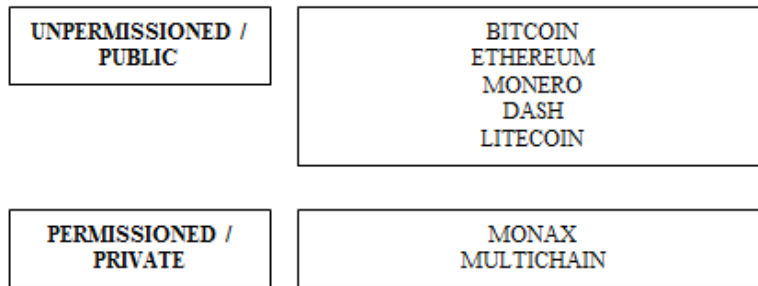 UNPERMISSIONED /
PUBLIC
BITCOIN
ETHEREUM
MONERO
DASH
LITECOIN
PERMISSIONED /
PRIVATE
MONAX
MULTICHAIN